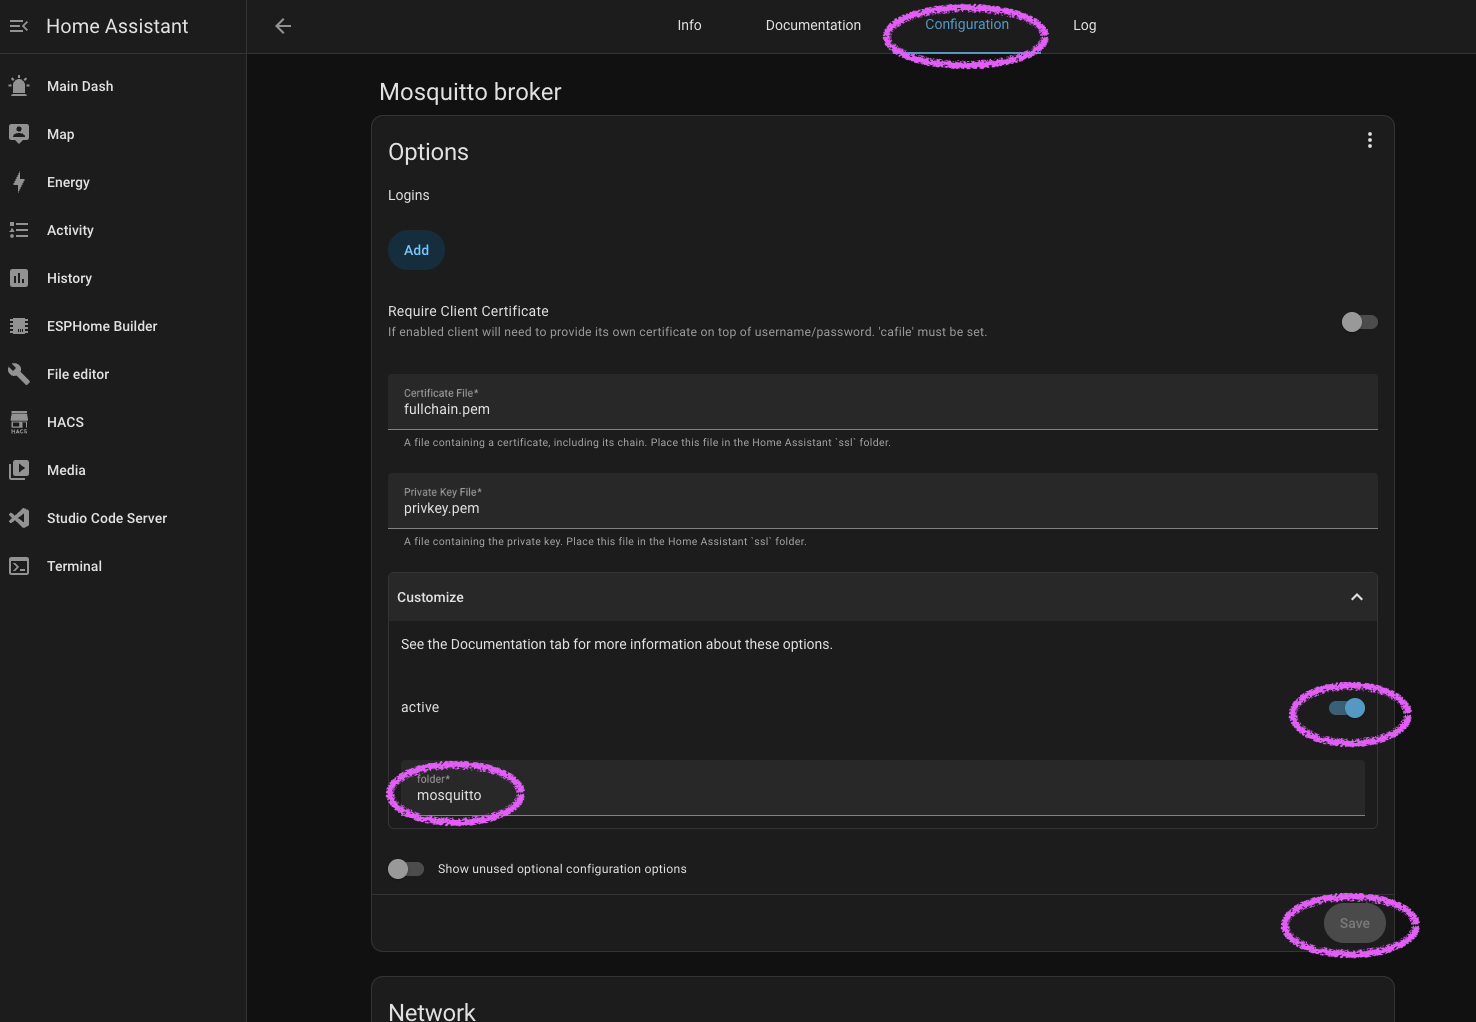 Home Assistant
Info
Documentation
Configuration
Log
Main Dash
Map
Energy
Activity
History
ESPHome Builder
File editor
HACS
HACS
Media
Studio Code Server
Terminal
Mosquitto broker
Options
Logins
Add
Require Client Certificate
If enabled client will need to provide its own certificate on top of username/password. 'cafile' must be set.
Certificate File*
fullchain.pem
A file containing a certificate, including its chain. Place this file in the Home Assistant `ssl` folder.
Private Key File*
privkey.pem
A file containing the private key. Place this file in the Home Assistant `ssl` folder.
Customize
See the Documentation tab for more information about these options.
active
folder*
mosquitto
Show unused optional configuration options
Save
Network